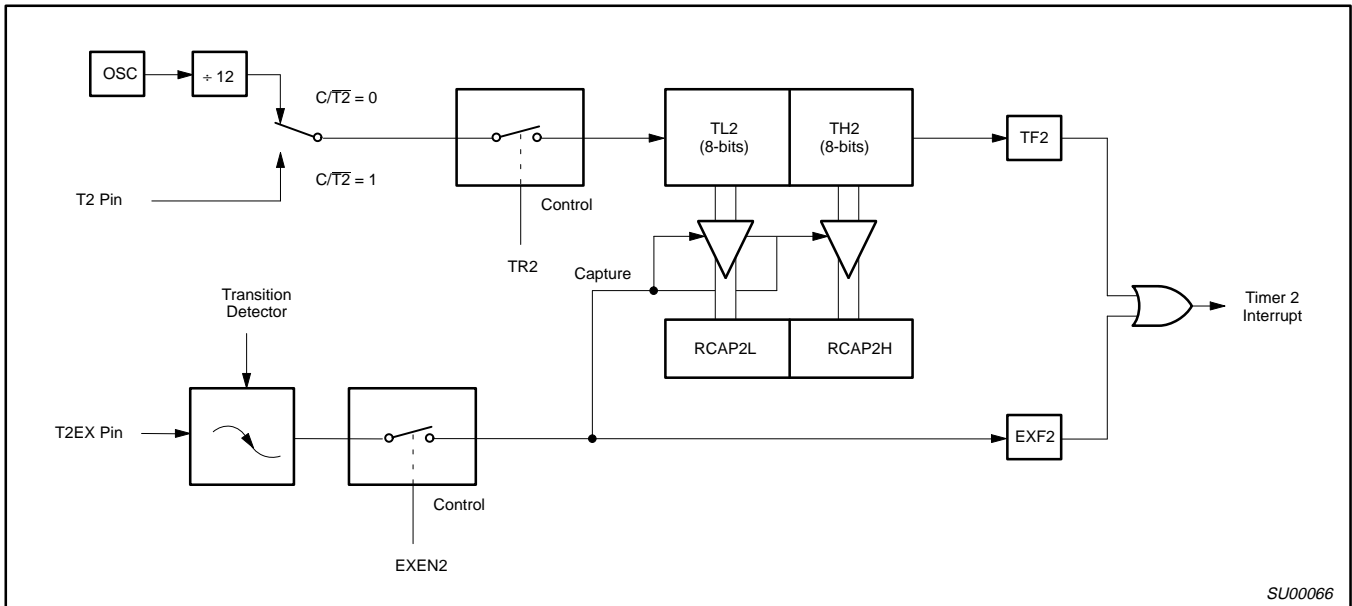 OSC
÷ 12
C/T2 = 0
C/T2 = 1
T2 Pin
Control
TR2
TL2
(8-bits)
TH2
(8-bits)
TF2
Capture
Transition
Detector
RCAP2L
RCAP2H
Timer 2
Interrupt
T2EX Pin
Control
EXEN2
EXF2
SU00066